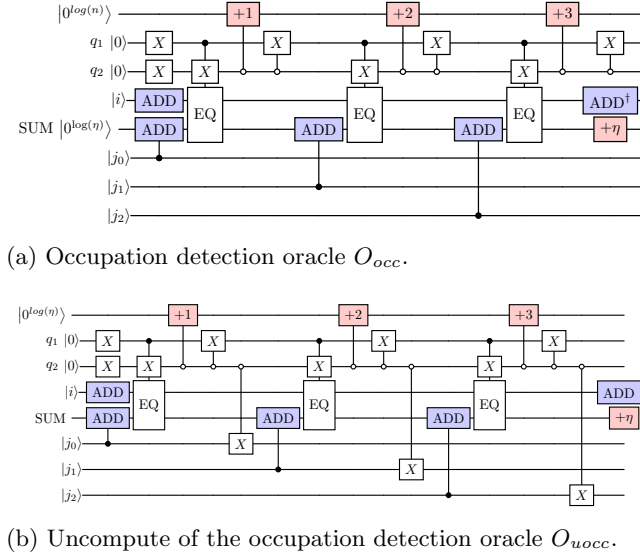 |0^{log(n)}⟩ +1 +2 +3
q₁ |0⟩ X X X X
q₂ |0⟩ X X X X
|i⟩ ADD EQ EQ EQ ADD†
SUM |0^{log(η)}⟩ ADD ADD ADD +η
|j₀⟩
|j₁⟩
|j₂⟩
(a) Occupation detection oracle O_{occ}.
|0^{log(η)}⟩ +1 +2 +3
q₁ |0⟩ X X X X
q₂ |0⟩ X X X X
|i⟩ ADD EQ EQ EQ ADD
SUM ADD ADD ADD +η
|j₀⟩ X
|j₁⟩ X
|j₂⟩ X
(b) Uncompute of the occupation detection oracle O_{uocc}.